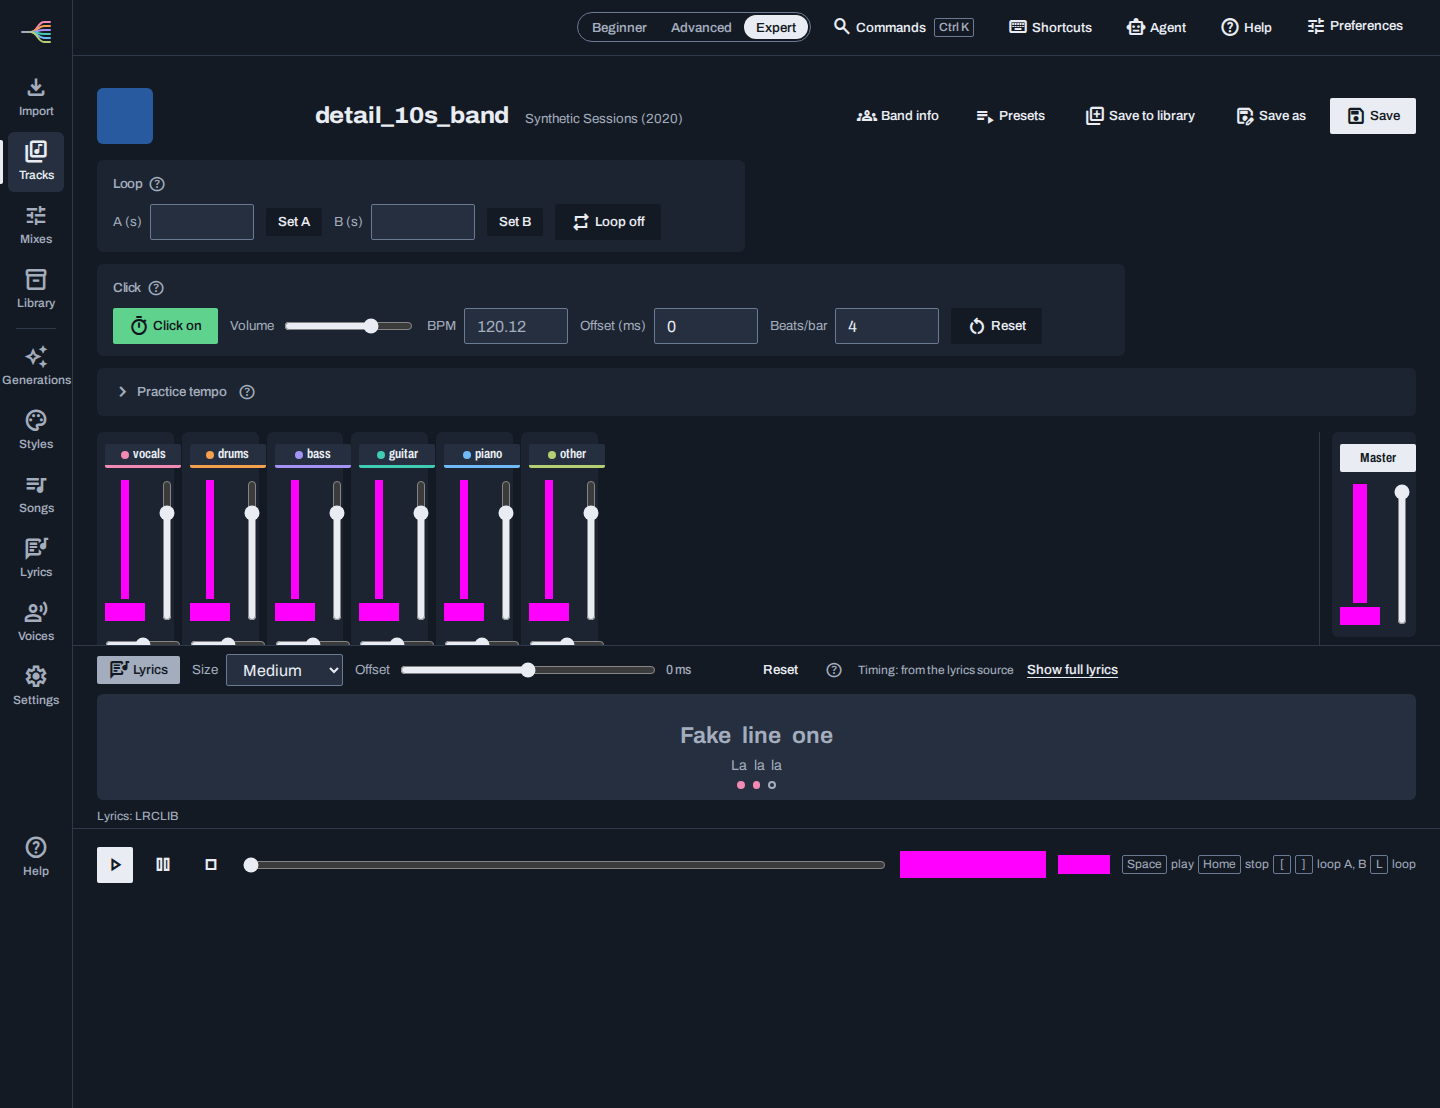 Beginner Advanced Expert Commands Ctrl K Shortcuts Agent Help Preferences
Import
Tracks
Mixes
Library
Generations
Styles
Songs
Lyrics
Voices
Settings
Help
detail_10s_band Synthetic Sessions (2020) Band info Presets Save to library Save as Save
Loop
A (s) Set A B (s) Set B Loop off
Click
Click on Volume BPM 120.12 Offset (ms) 0 Beats/bar 4 Reset
Practice tempo
vocals drums bass guitar piano other Master
Lyrics Size Medium Offset 0 ms Reset Timing: from the lyrics source Show full lyrics
Fake line one
La la la
Lyrics: LRCLIB
Space play Home stop [ ] loop A, B L loop